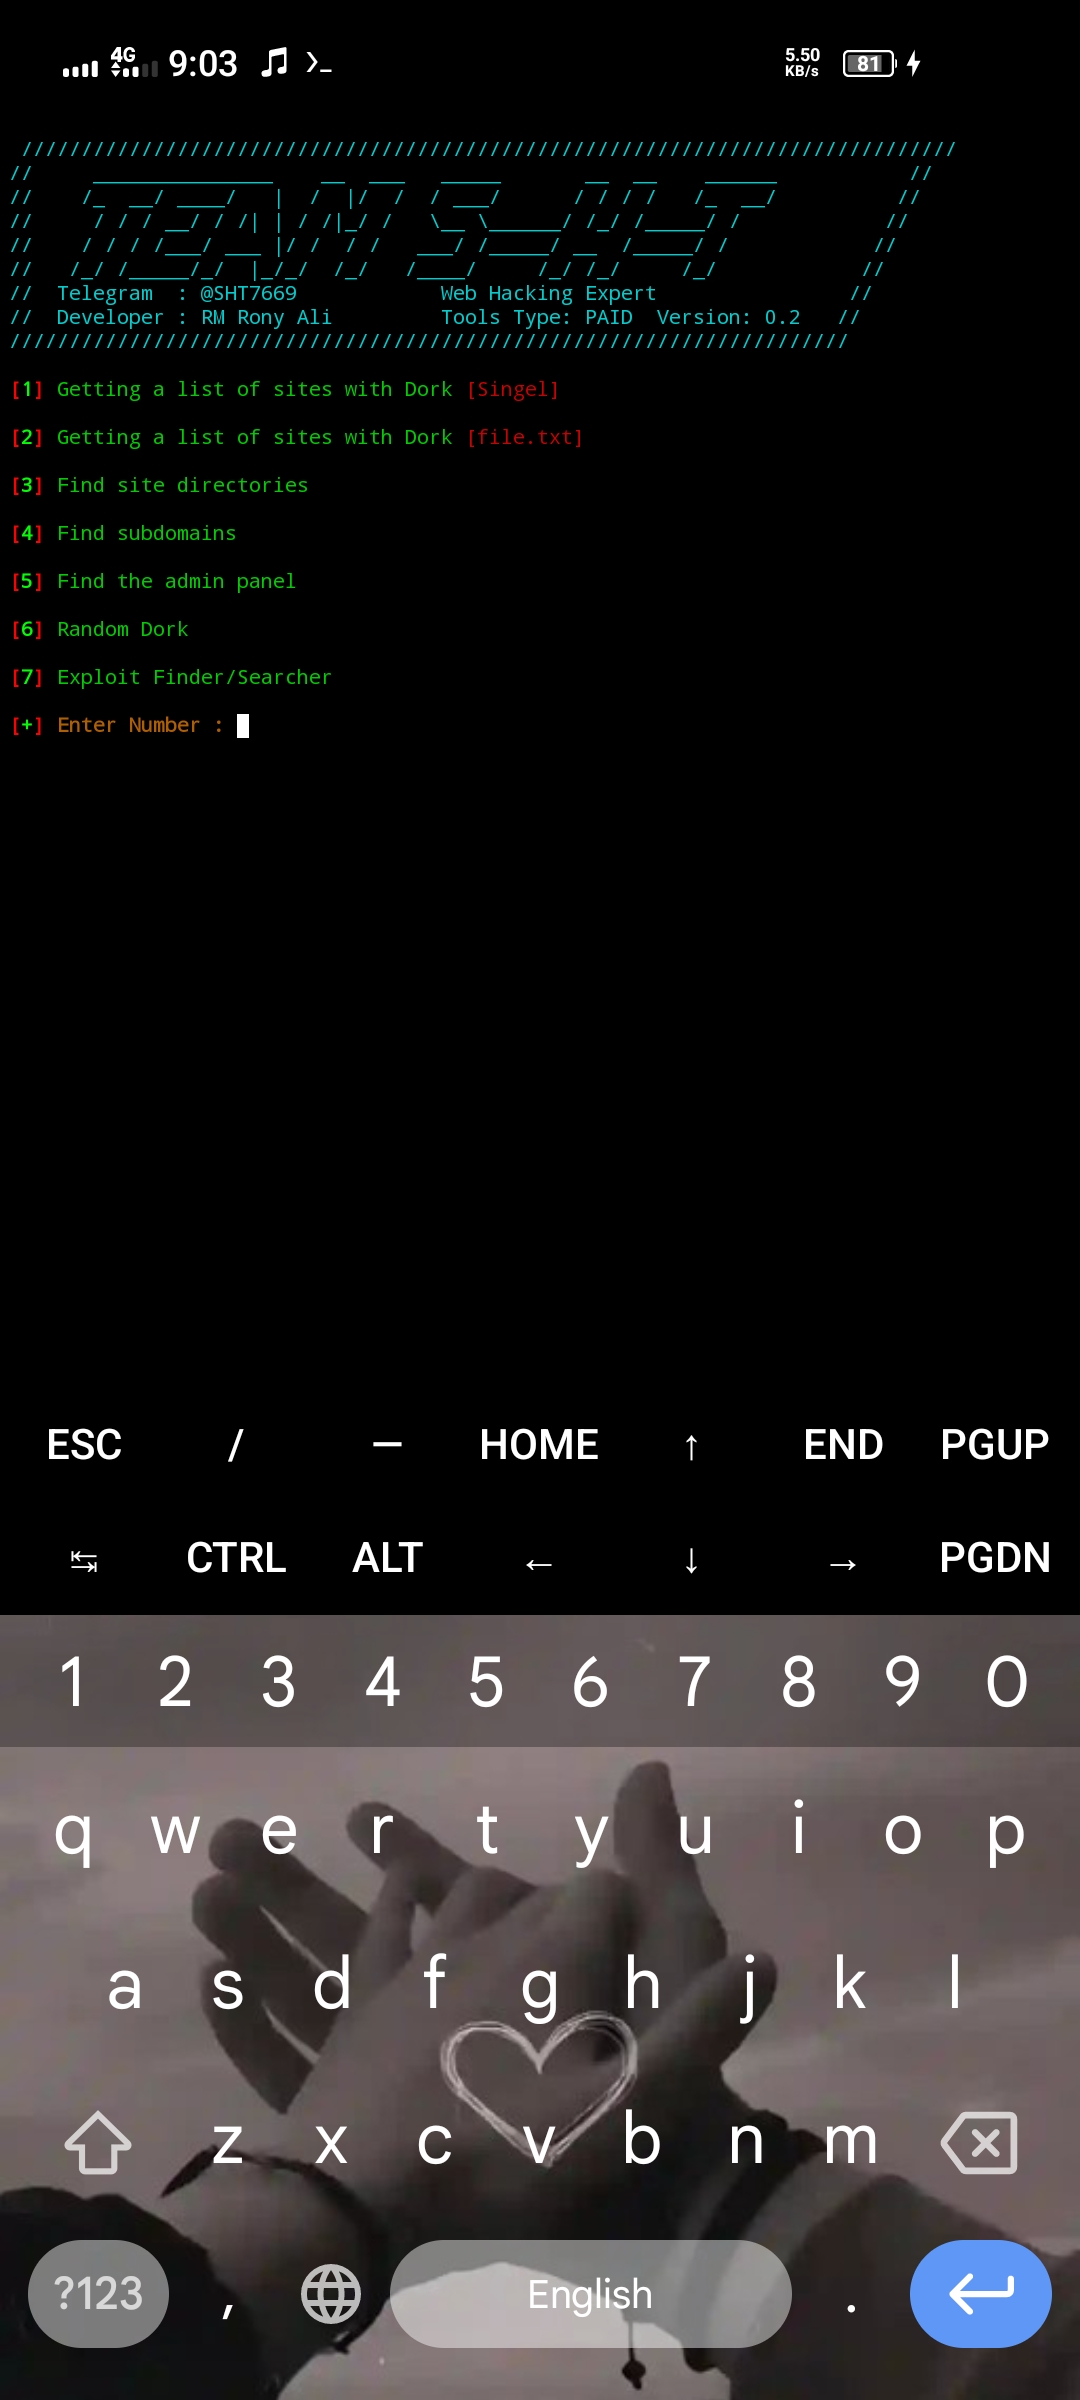 4G 9:03 5.50 KB/s 81
TEAM S-H-T
// Telegram : @SHT7669 Web Hacking Expert //
// Developer : RM Rony Ali Tools Type: PAID Version: 0.2 //
[1] Getting a list of sites with Dork [Singel]
[2] Getting a list of sites with Dork [file.txt]
[3] Find site directories
[4] Find subdomains
[5] Find the admin panel
[6] Random Dork
[7] Exploit Finder/Searcher
[+] Enter Number :
ESC / — HOME ↑ END PGUP
↹ CTRL ALT ← ↓ → PGDN
1 2 3 4 5 6 7 8 9 0
q w e r t y u i o p
a s d f g h j k l
z x c v b n m
?123 , English .